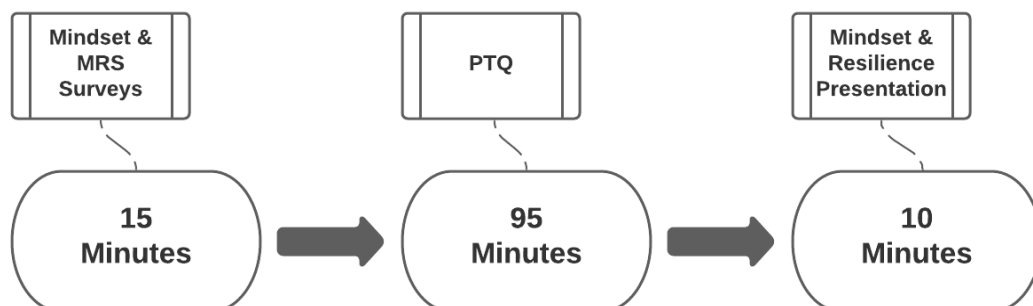 Mindset &
MRS
Surveys
PTQ
Mindset &
Resilience
Presentation
15
Minutes
95
Minutes
10
Minutes